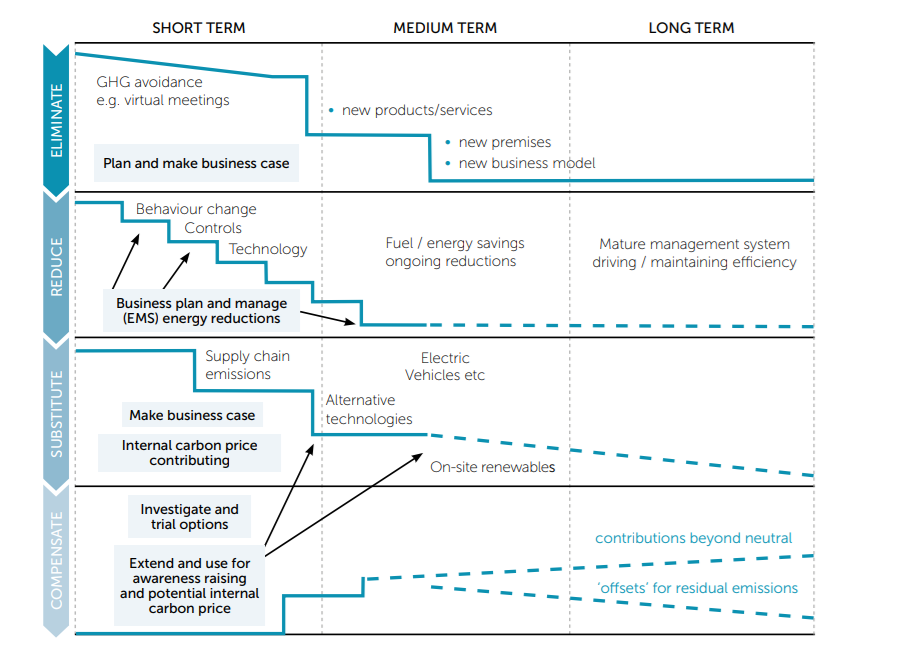 SHORT TERM
MEDIUM TERM
LONG TERM
ELIMINATE
GHG avoidance
e.g. virtual meetings
• new products/services
• new premises
• new business model
Plan and make business case
REDUCE
Behaviour change
Controls
Technology
Fuel / energy savings
ongoing reductions
Mature management system
driving / maintaining efficiency
Business plan and manage
(EMS) energy reductions
SUBSTITUTE
Supply chain
emissions
Electric
Vehicles etc
Alternative
technologies
Make business case
Internal carbon price
contributing
On-site renewables
COMPENSATE
Investigate and
trial options
Extend and use for
awareness raising
and potential internal
carbon price
contributions beyond neutral
‘offsets’ for residual emissions